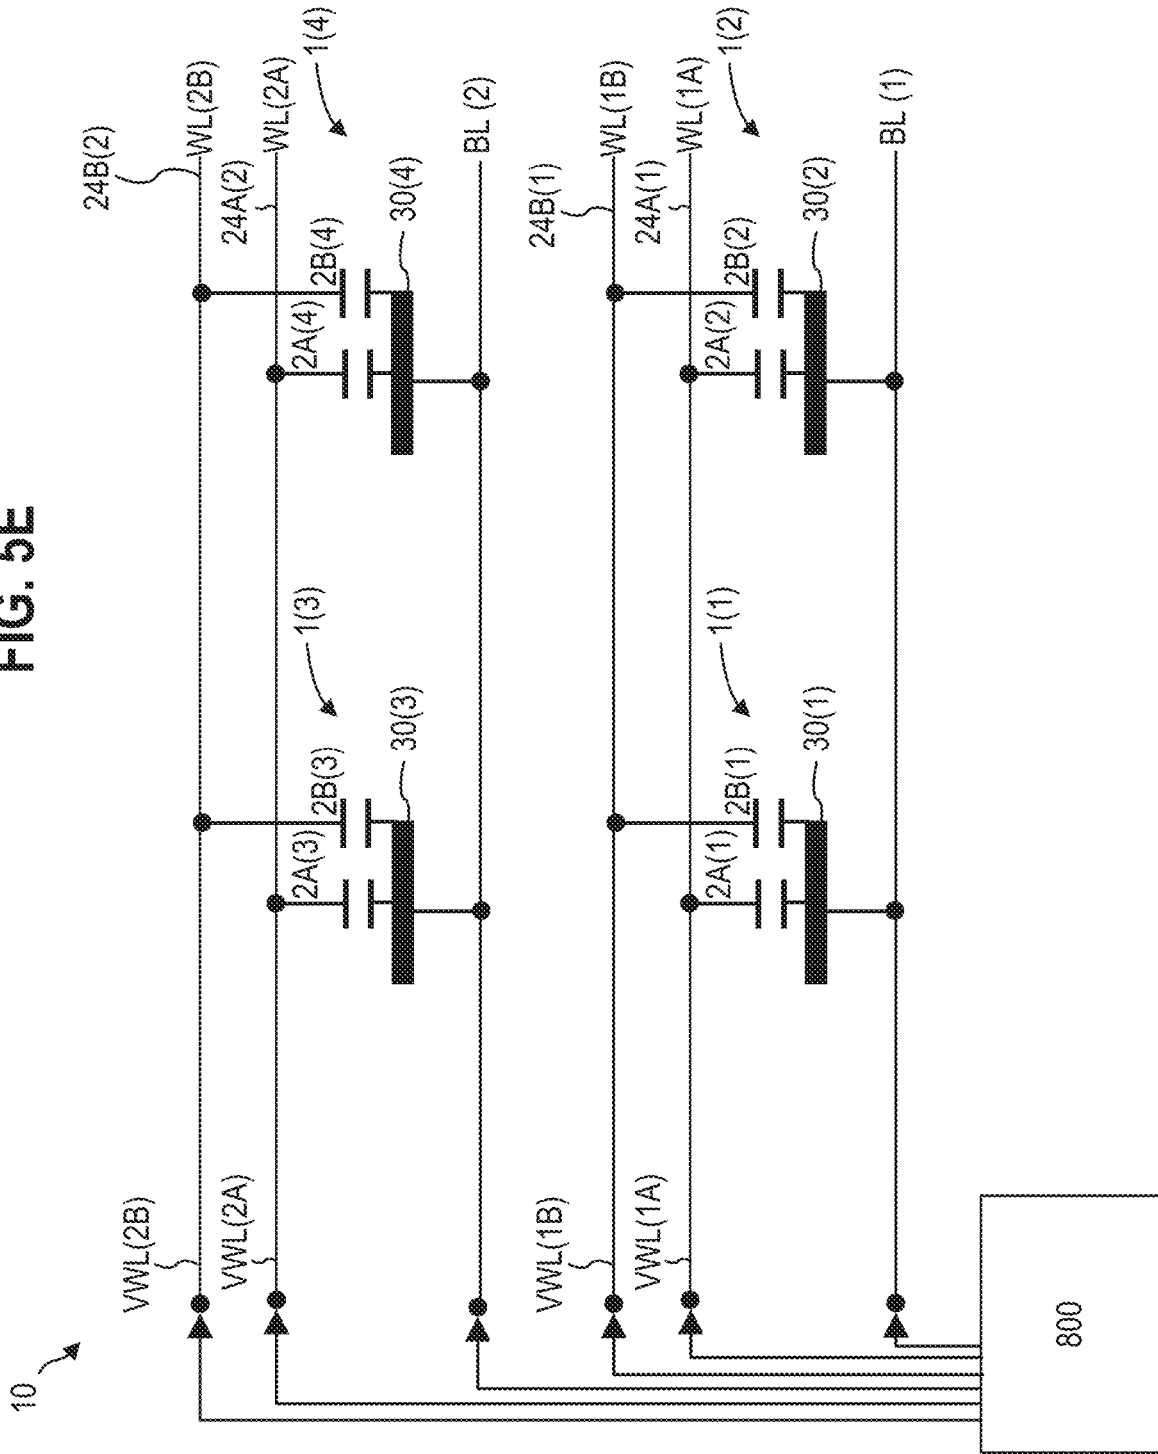 FIG. 5E
10
24B(2)
WL(2B)
24A(2)
WL(2A)
1(4)
2B(4)
2A(4)
30(4)
BL (2)
1(3)
2B(3)
2A(3)
30(3)
VWL(2B)
VWL(2A)
24B(1)
WL(1B)
24A(1)
WL(1A)
1(2)
2B(2)
2A(2)
30(2)
BL (1)
1(1)
2B(1)
2A(1)
30(1)
VWL(1B)
VWL(1A)
800